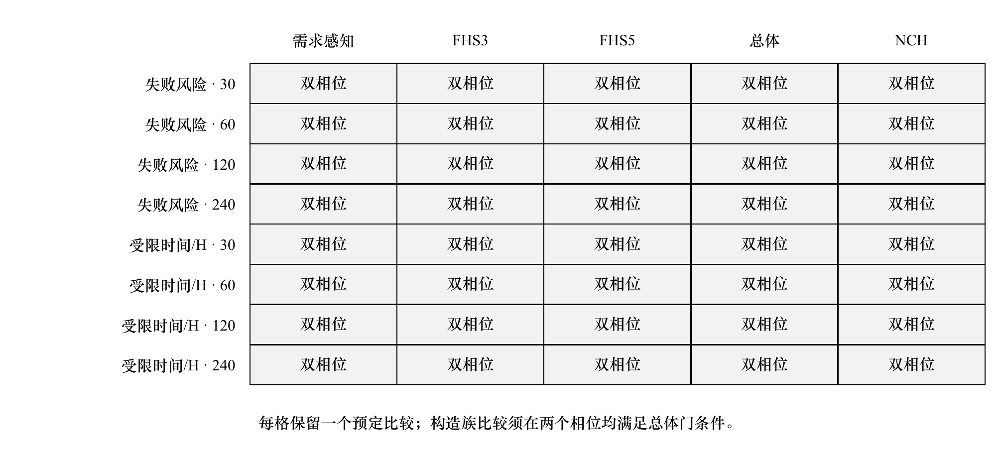 需求感知 FHS3 FHS5 总体 NCH
失败风险 · 30 双相位 双相位 双相位 双相位 双相位
失败风险 · 60 双相位 双相位 双相位 双相位 双相位
失败风险 · 120 双相位 双相位 双相位 双相位 双相位
失败风险 · 240 双相位 双相位 双相位 双相位 双相位
受限时间/H · 30 双相位 双相位 双相位 双相位 双相位
受限时间/H · 60 双相位 双相位 双相位 双相位 双相位
受限时间/H · 120 双相位 双相位 双相位 双相位 双相位
受限时间/H · 240 双相位 双相位 双相位 双相位 双相位
每格保留一个预定比较；构造族比较须在两个相位均满足总体门条件。